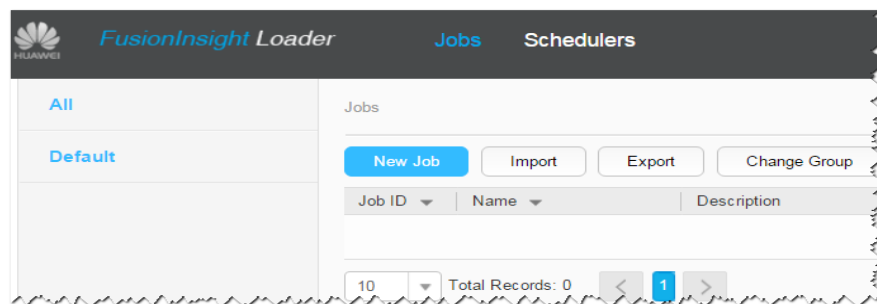 HUAWEI FusionInsight Loader Jobs Schedulers
All
Default
Jobs
New Job Import Export Change Group
Job ID Name Description
10 Total Records: 0 < 1 >